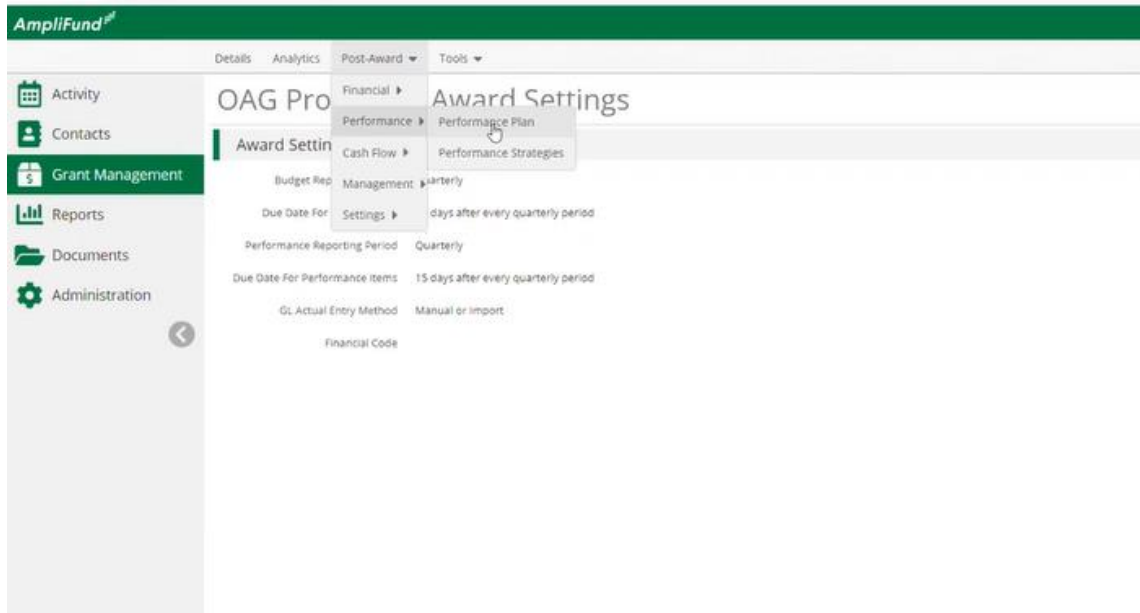 AmpliFund
Details Analytics Post-Award Tools
Activity
Contacts
Grant Management
Reports
Documents
Administration
OAG Pro Award Settings
Financial
Performance
Cash Flow
Management
Settings
Performance Plan
Performance Strategies
Award Settin
Budget Rep arterly
Due Date For days after every quarterly period
Performance Reporting Period Quarterly
Due Date For Performance Items 15 days after every quarterly period
GL Actual Entry Method Manual or Import
Financial Code